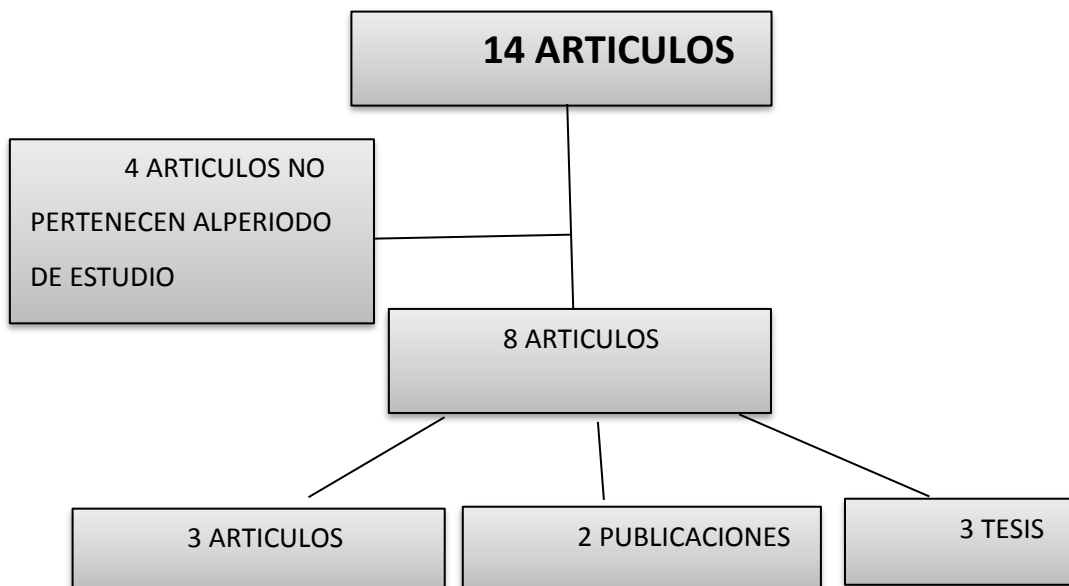 14 ARTICULOS
4 ARTICULOS NO
PERTENECEN ALPERIODO
DE ESTUDIO
8 ARTICULOS
3 ARTICULOS
2 PUBLICACIONES
3 TESIS